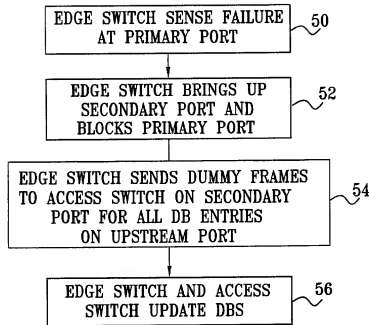 EDGE SWITCH SENSE FAILURE
AT PRIMARY PORT
50
EDGE SWITCH BRINGS UP
SECONDARY PORT AND
BLOCKS PRIMARY PORT
52
EDGE SWITCH SENDS DUMMY FRAMES
TO ACCESS SWITCH ON SECONDARY
PORT FOR ALL DB ENTRIES
ON UPSTREAM PORT
54
EDGE SWITCH AND ACCESS
SWITCH UPDATE DBS
56